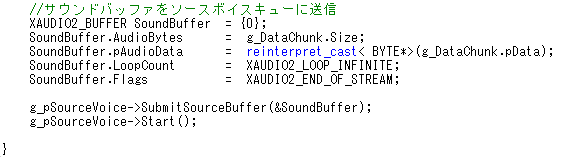 //サウンドバッファをソースボイスキューに送信
XAUDIO2_BUFFER SoundBuffer = {0};
SoundBuffer.AudioBytes = g_DataChunk.Size;
SoundBuffer.pAudioData = reinterpret_cast< BYTE*>(g_DataChunk.pData);
SoundBuffer.LoopCount = XAUDIO2_LOOP_INFINITE;
SoundBuffer.Flags = XAUDIO2_END_OF_STREAM;
g_pSourceVoice->SubmitSourceBuffer(&SoundBuffer);
g_pSourceVoice->Start();
}